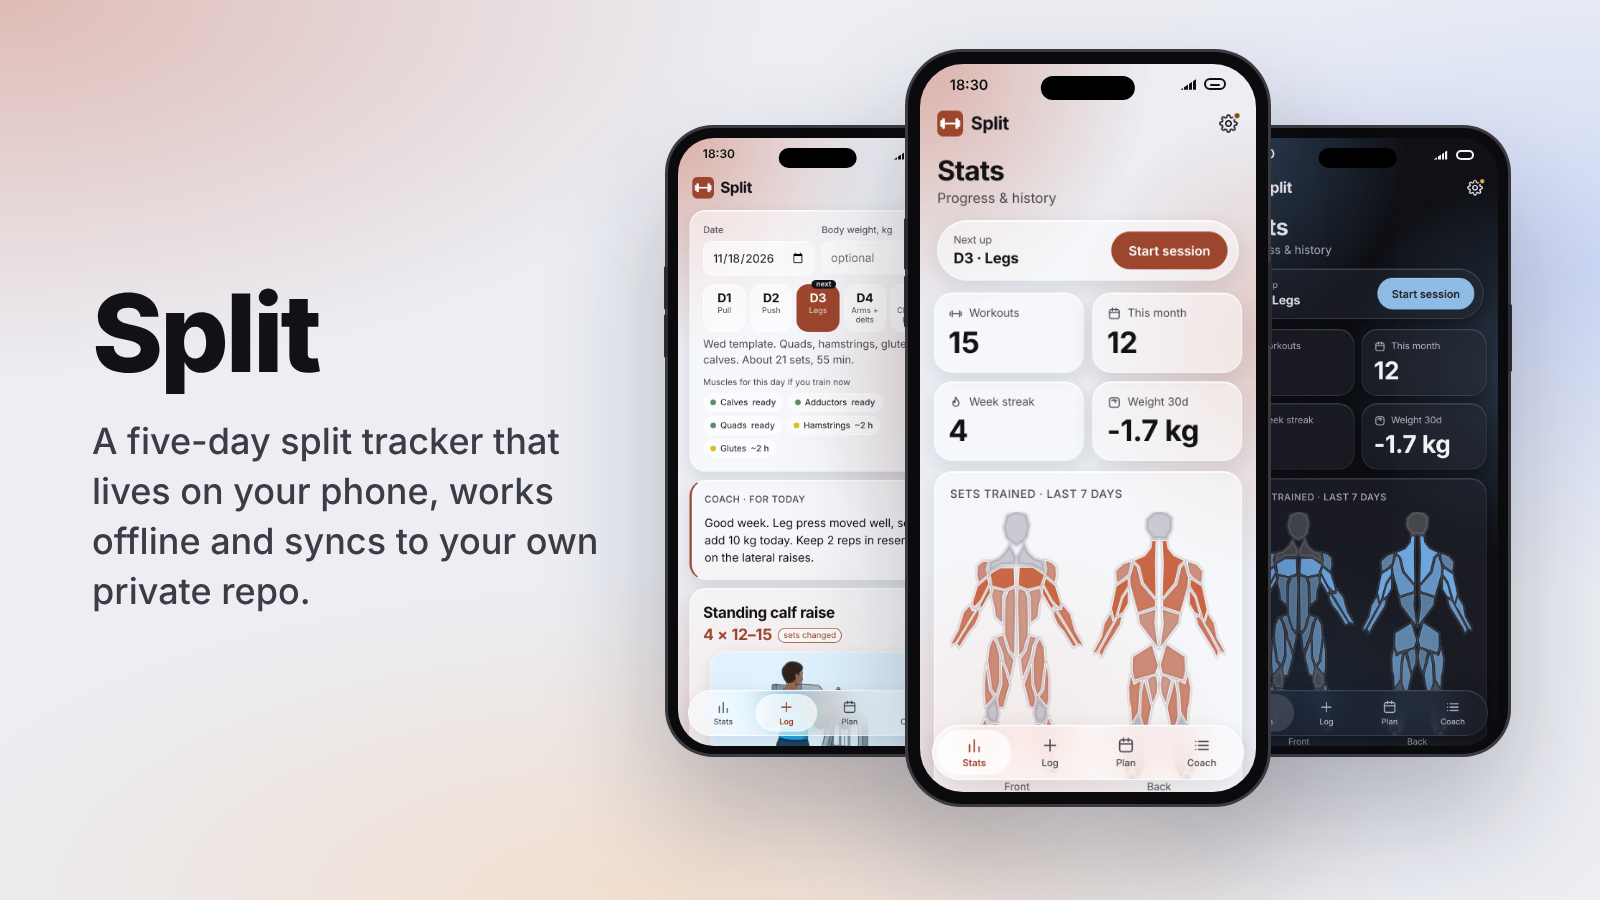 Split
A five-day split tracker that
lives on your phone, works
offline and syncs to your own
private repo.
18:30
Split
Date
Body weight, kg
11/18/2026
optional
next
D1
Pull
D2
Push
D3
Legs
D4
Arms +
delts
Wed template. Quads, hamstrings, glute
calves. About 21 sets, 55 min.
Muscles for this day if you train now
Calves ready
Adductors ready
Quads ready
Hamstrings ~2 h
Glutes ~2 h
COACH · FOR TODAY
Good week. Leg press moved well, s
add 10 kg today. Keep 2 reps in reser
on the lateral raises.
Standing calf raise
4 × 12–15 sets changed
Stats
Log
Plan
18:30
Split
Stats
Progress & history
Next up
D3 · Legs
Start session
Workouts
15
This month
12
Week streak
4
Weight 30d
-1.7 kg
SETS TRAINED · LAST 7 DAYS
Stats
Log
Plan
Coach
Front
Back
plit
ts
ss & history
p
Legs
Start session
orkouts
This month
12
eek streak
Weight 30d
-1.7 kg
TRAINED · LAST 7 DAYS
Log
Plan
Coach
Front
Back